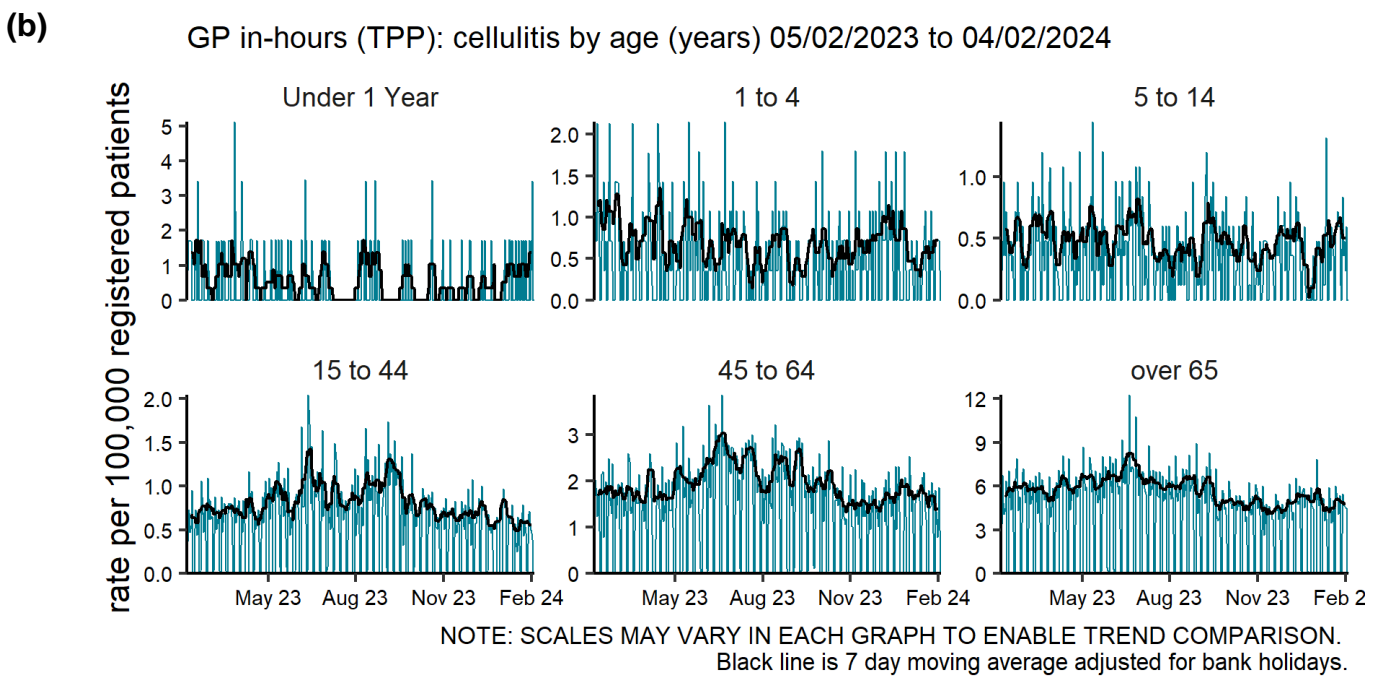 (b)
GP in-hours (TPP): cellulitis by age (years) 05/02/2023 to 04/02/2024
rate per 100,000 registered patients
Under 1 Year
5
4
3
2
1
0
1 to 4
2.0
1.5
1.0
0.5
0.0
5 to 14
1.0
0.5
0.0
15 to 44
2.0
1.5
1.0
0.5
0.0
May 23 Aug 23 Nov 23 Feb 24
45 to 64
3
2
1
0
May 23 Aug 23 Nov 23 Feb 24
over 65
12
9
6
3
0
May 23 Aug 23 Nov 23 Feb 2
NOTE: SCALES MAY VARY IN EACH GRAPH TO ENABLE TREND COMPARISON.
Black line is 7 day moving average adjusted for bank holidays.